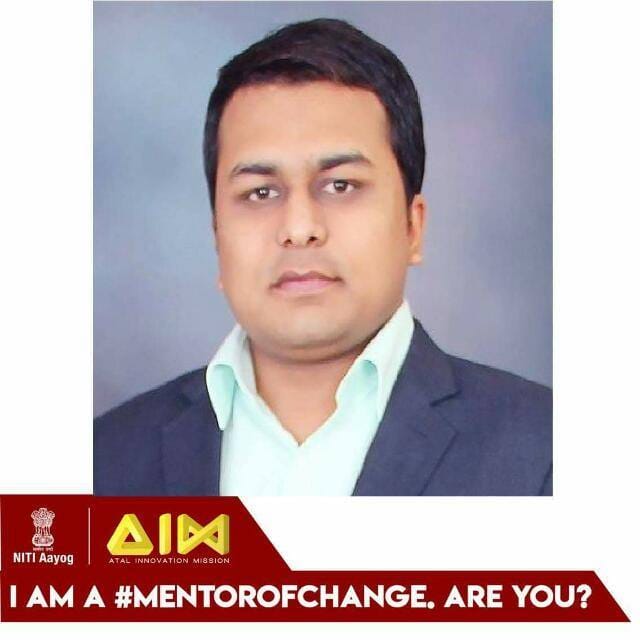 NITI Aayog
AIM
ATAL INNOVATION MISSION
I AM A #MENTOROFCHANGE. ARE YOU?